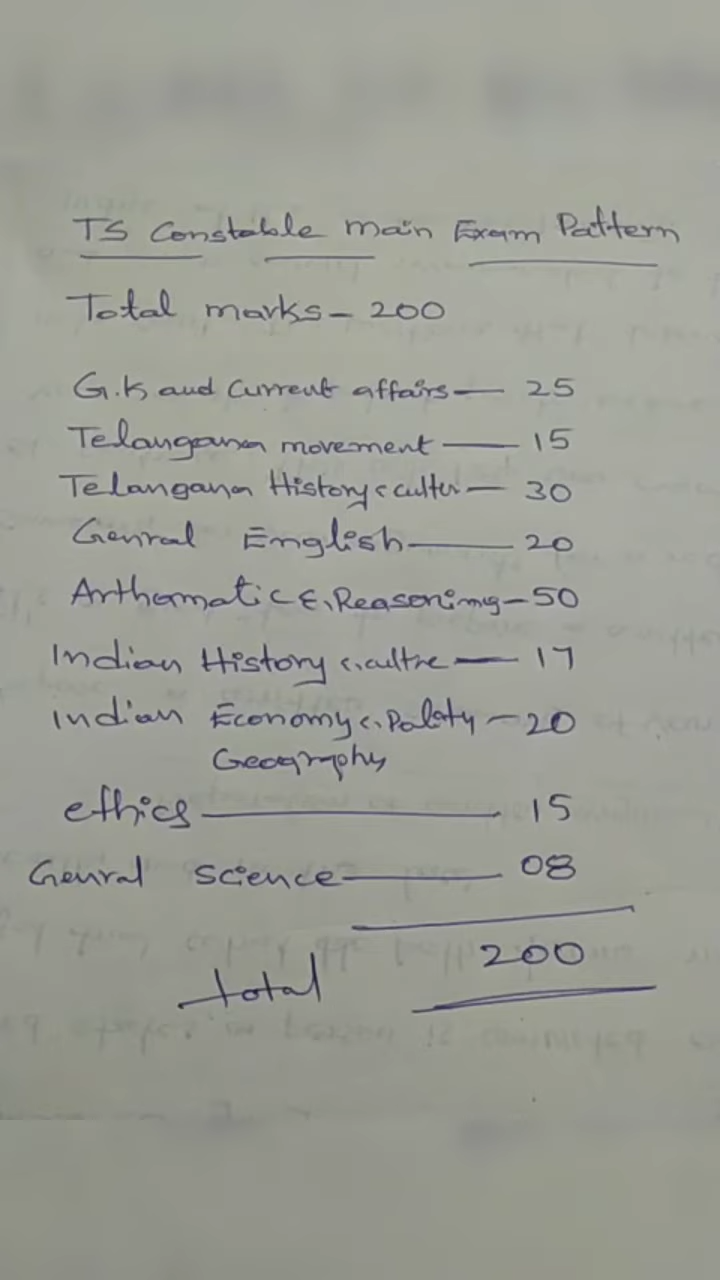 TS Constable main Exam Pattern
Total marks - 200
G.K and Current affairs — 25
Telangana movement — 15
Telangana History & cultur — 30
Genral English — 20
Arthamatic & Reasoning - 50
Indian History & cultre — 17
Indian Economy & Polity - 20
Geography
ethics — 15
Genral Science — 08
total 200